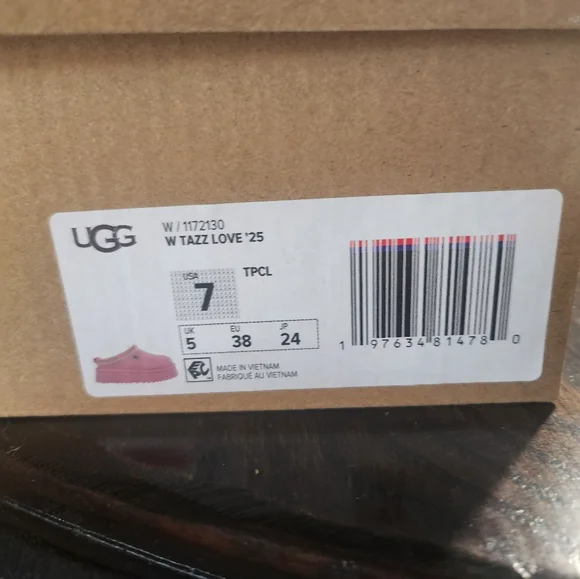 UGG
W / 1172130
W TAZZ LOVE '25
USA
7
TPCL
UK EU JP
5 38 24
MADE IN VIETNAM
FABRIQUÉ AU VIETNAM
1 97634 81478 0